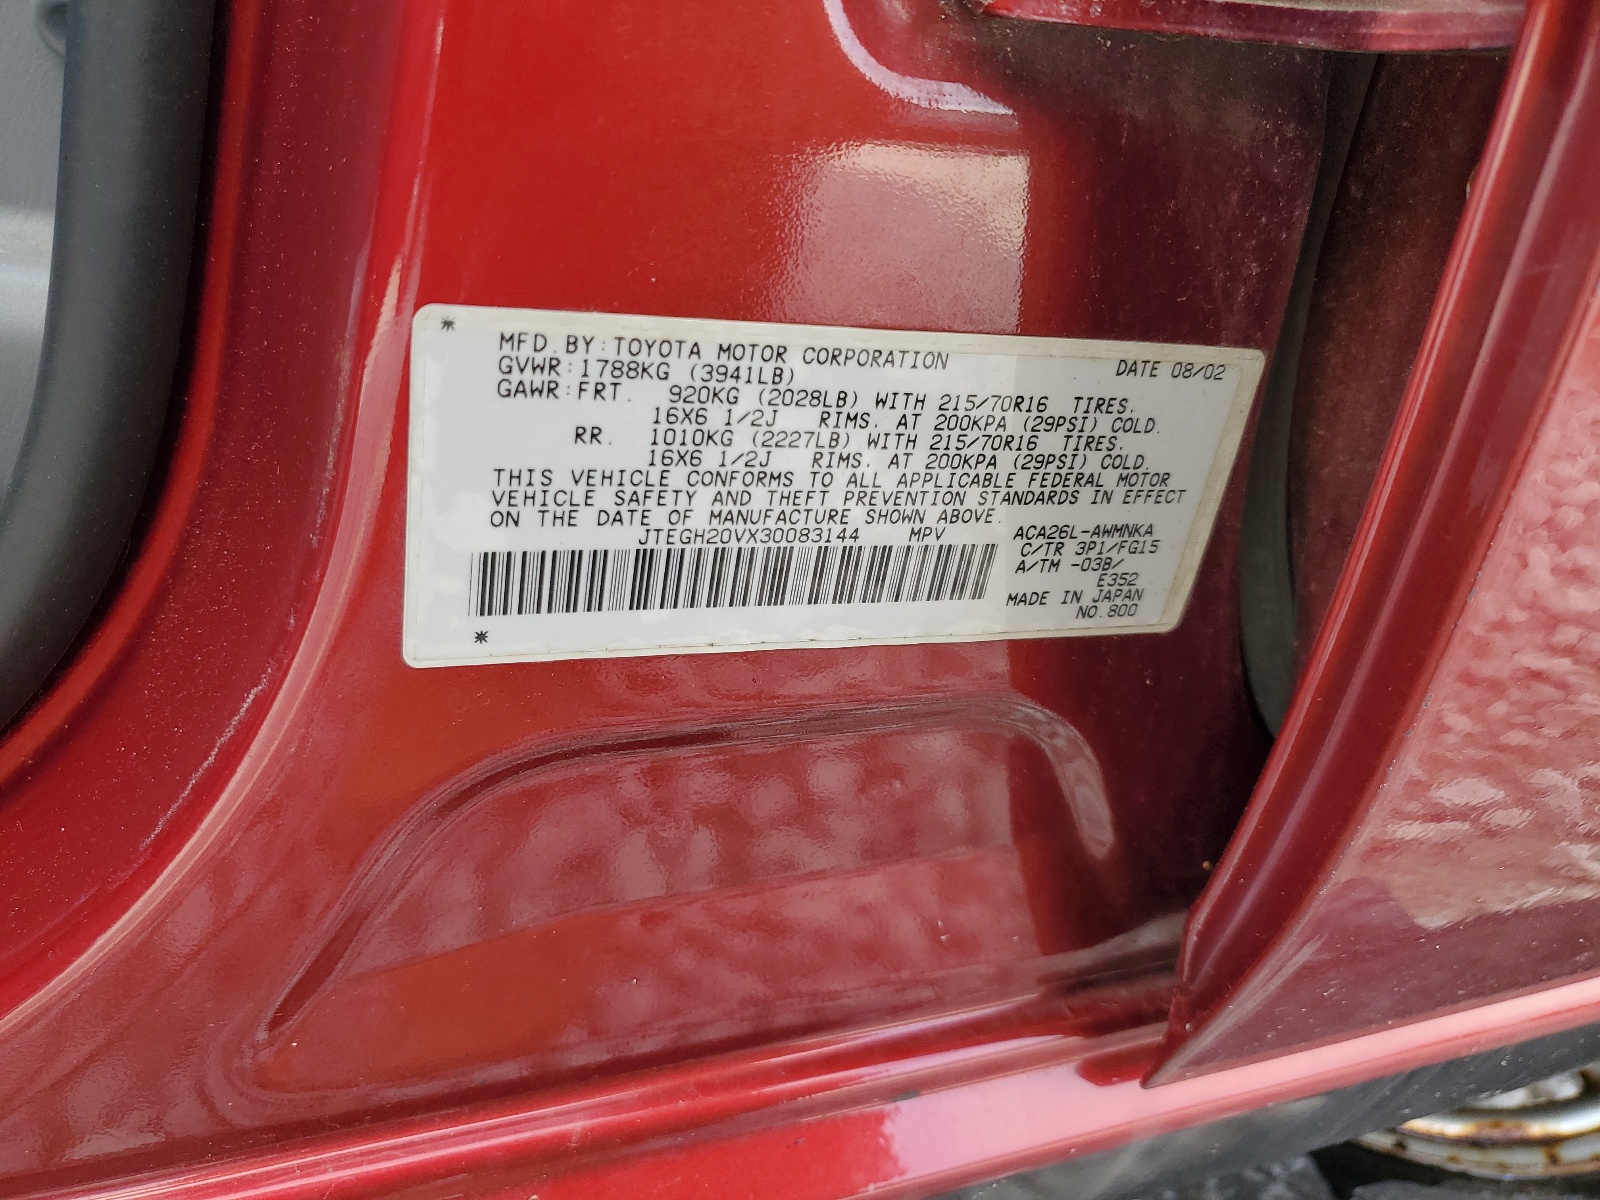 MFD. BY: TOYOTA MOTOR CORPORATION DATE 08/02
GVWR: 1788KG (3941LB)
GAWR: FRT. 920KG (2028LB) WITH 215/70R16 TIRES.
16X6 1/2J RIMS. AT 200KPA (29PSI) COLD.
RR. 1010KG (2227LB) WITH 215/70R16 TIRES.
16X6 1/2J RIMS. AT 200KPA (29PSI) COLD.
THIS VEHICLE CONFORMS TO ALL APPLICABLE FEDERAL MOTOR
VEHICLE SAFETY AND THEFT PREVENTION STANDARDS IN EFFECT
ON THE DATE OF MANUFACTURE SHOWN ABOVE.
JTEGH20VX30083144 MPV ACA26L-AWMNKA
C/TR 3P1/FG15
A/TM -03B/
E352
MADE IN JAPAN
NO. 800